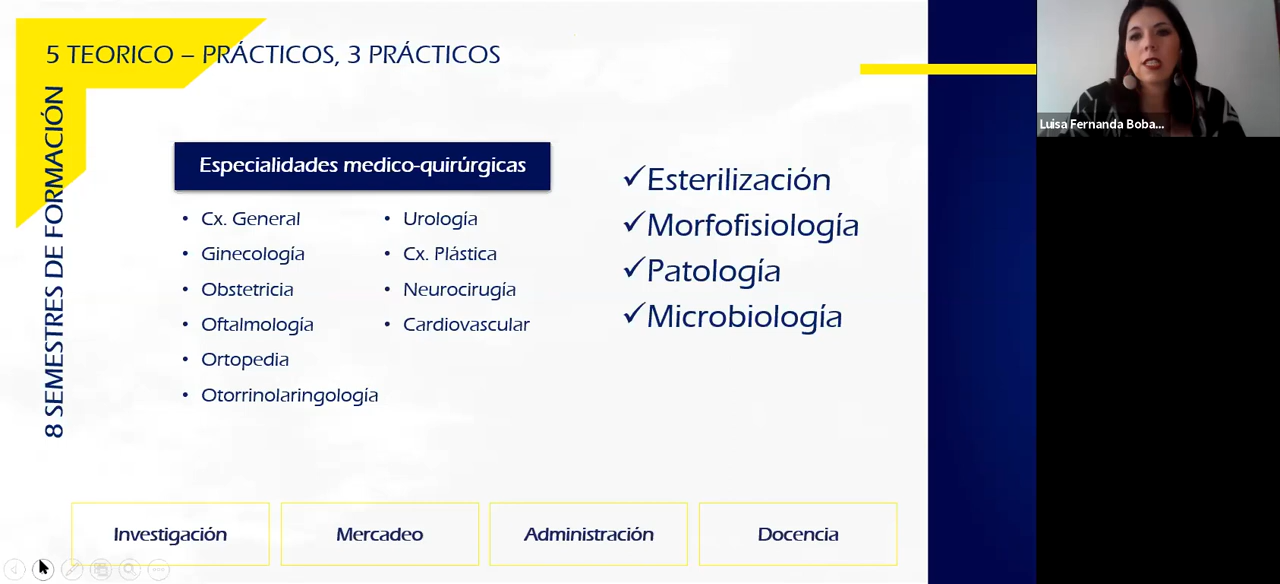 5 TEORICO – PRÁCTICOS, 3 PRÁCTICOS
8 SEMESTRES DE FORMACIÓN
Especialidades medico-quirúrgicas
• Cx. General
• Ginecología
• Obstetricia
• Oftalmología
• Ortopedia
• Otorrinolaringología
• Urología
• Cx. Plástica
• Neurocirugía
• Cardiovascular
✓Esterilización
✓Morfofisiología
✓Patología
✓Microbiología
Investigación
Mercadeo
Administración
Docencia
Luisa Fernanda Boba...